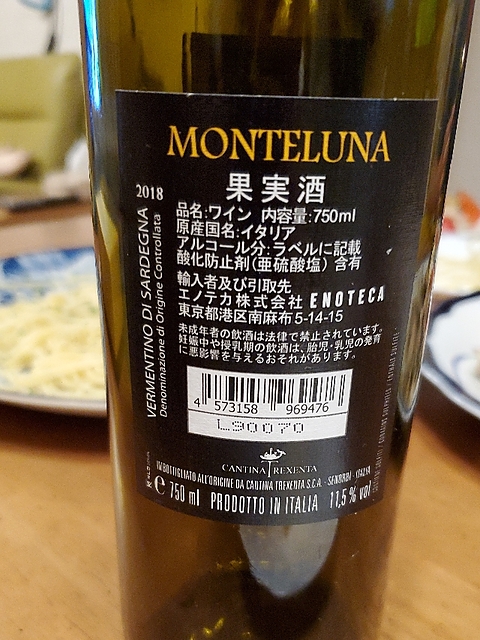 MONTELUNA
2018
果実酒
品名:ワイン 内容量:750ml
原産国名:イタリア
アルコール分:ラベルに記載
酸化防止剤(亜硫酸塩)含有
輸入者及び引取先
エノテカ株式会社 ENOTECA
東京都港区南麻布5-14-15
未成年者の飲酒は法律で禁止されています。
妊娠中や授乳期の飲酒は、胎児・乳児の発育
に悪影響を与えるおそれがあります。
VERMENTINO DI SARDEGNA
Denominazione di Origine Controllata
4 573158 969476
L90070
CANTINA TREXENTA
IMBOTTIGLIATO ALL'ORIGINE DA CANTINA TREXENTA S.C.A. - SENORBÌ - ITALIA
e 750 ml PRODOTTO IN ITALIA 11,5 % vol